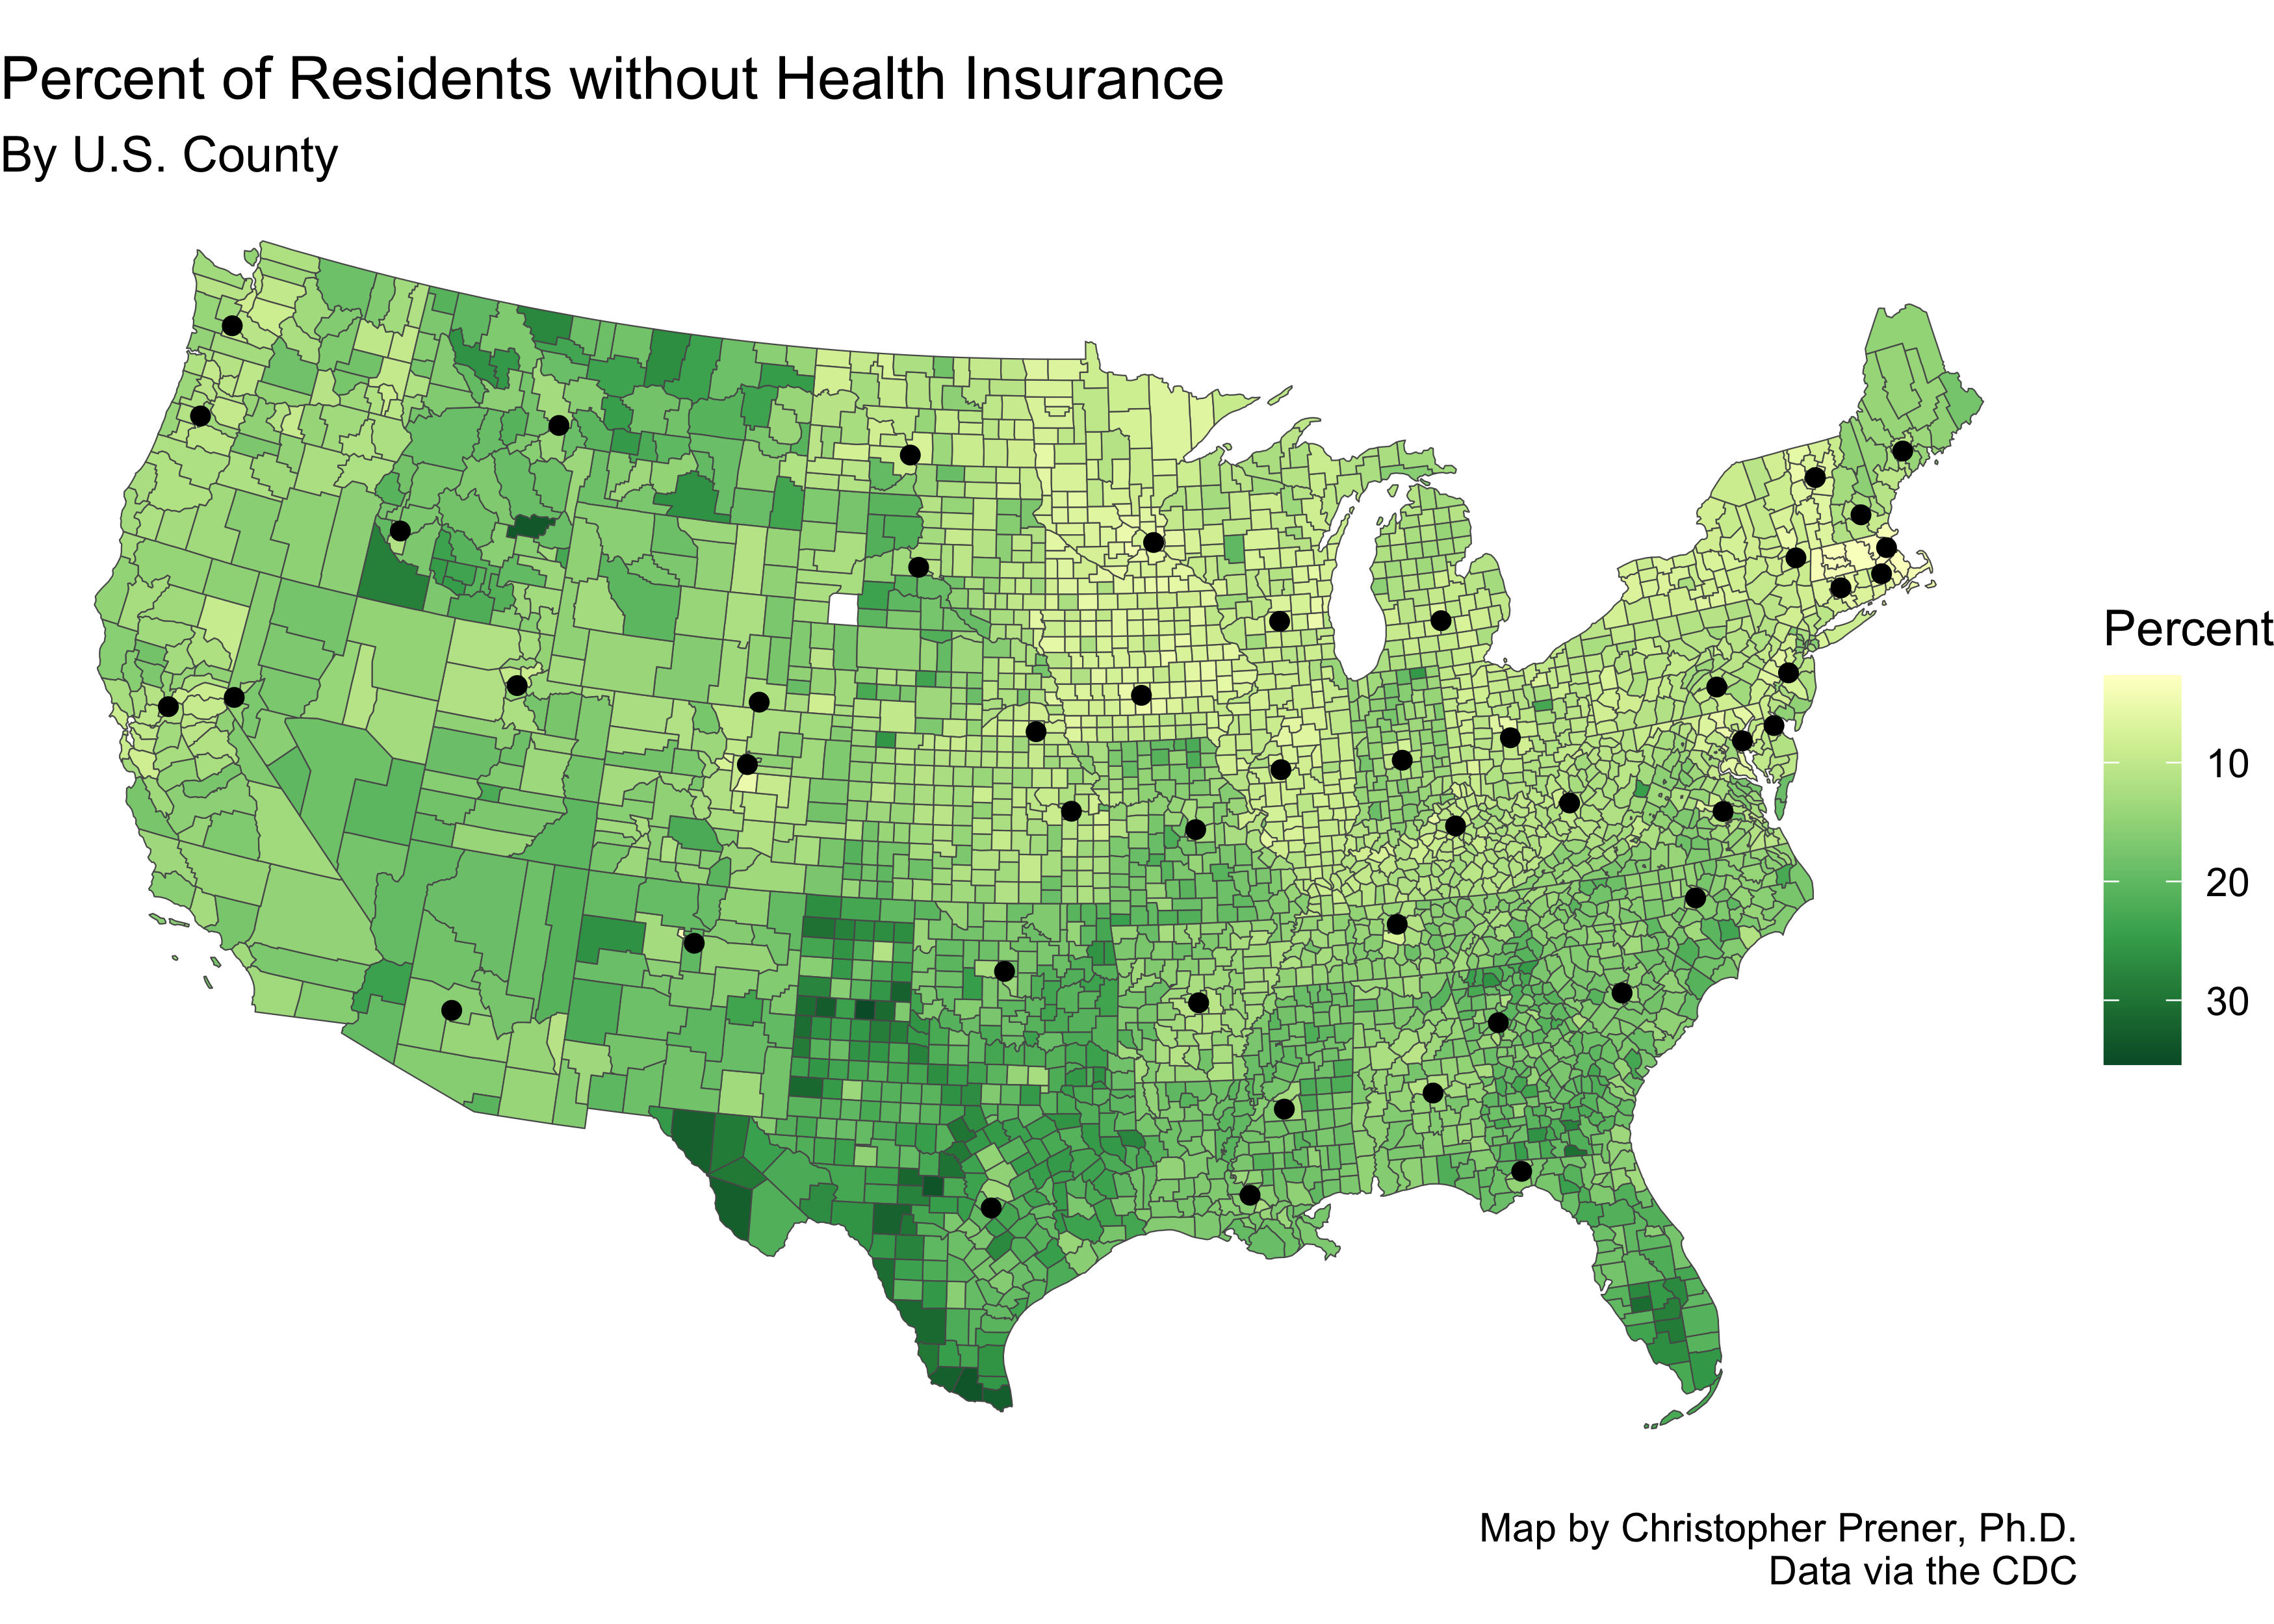 Percent of Residents without Health Insurance
By U.S. County
Percent
10
20
30
Map by Christopher Prener, Ph.D.
Data via the CDC